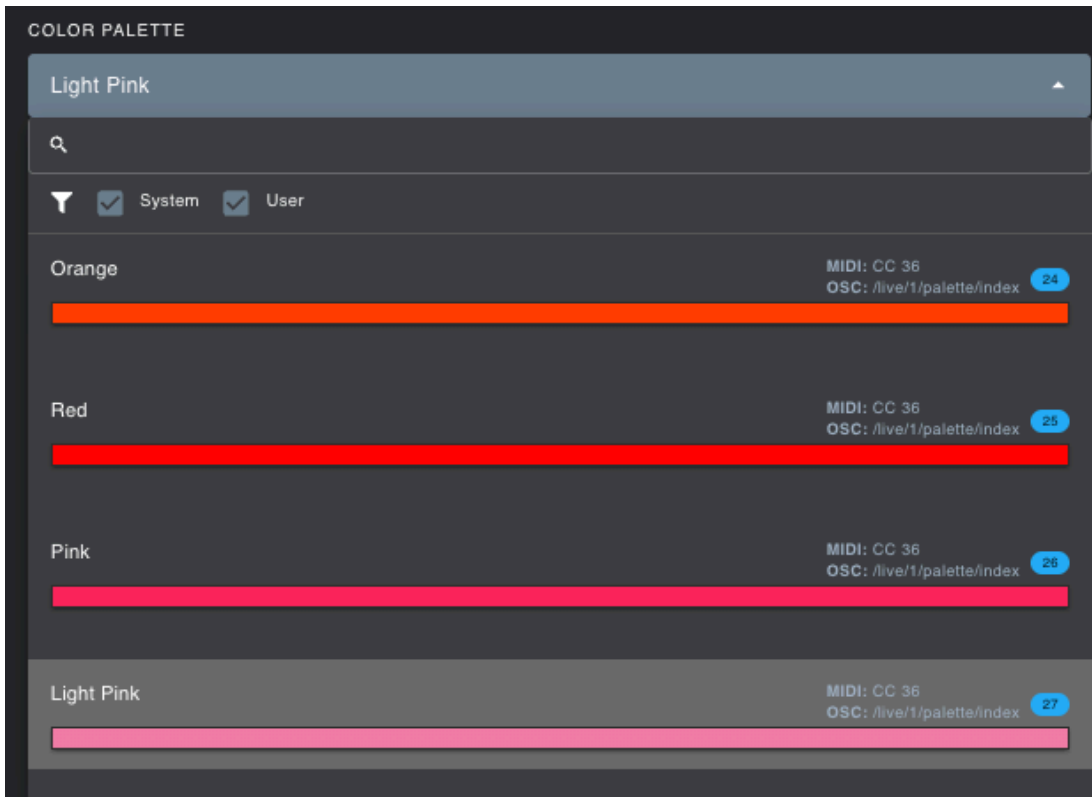 COLOR PALETTE
Light Pink
System User
Orange
MIDI: CC 36
OSC: /live/1/palette/index 24
Red
MIDI: CC 36
OSC: /live/1/palette/index 25
Pink
MIDI: CC 36
OSC: /live/1/palette/index 26
Light Pink
MIDI: CC 36
OSC: /live/1/palette/index 27